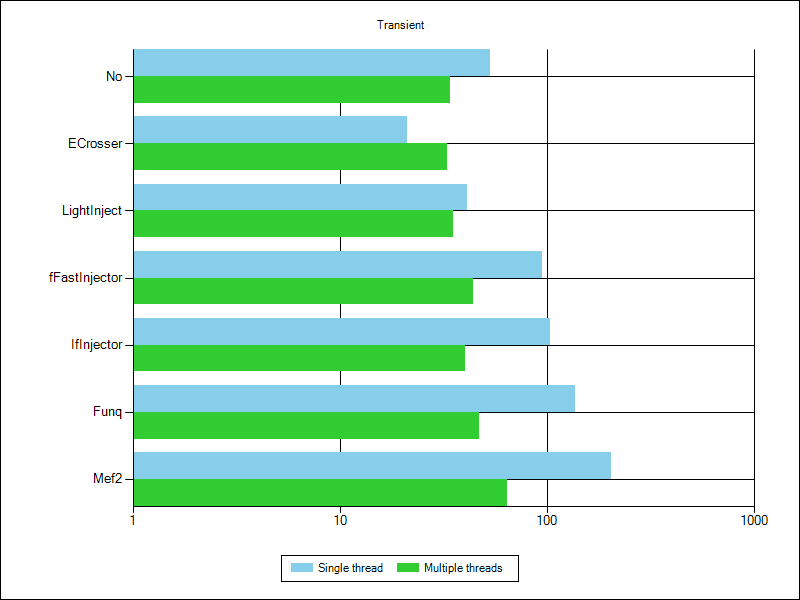 Transient
No
ECrosser
LightInject
fFastInjector
IfInjector
Funq
Mef2
1 10 100 1000
Single thread Multiple threads